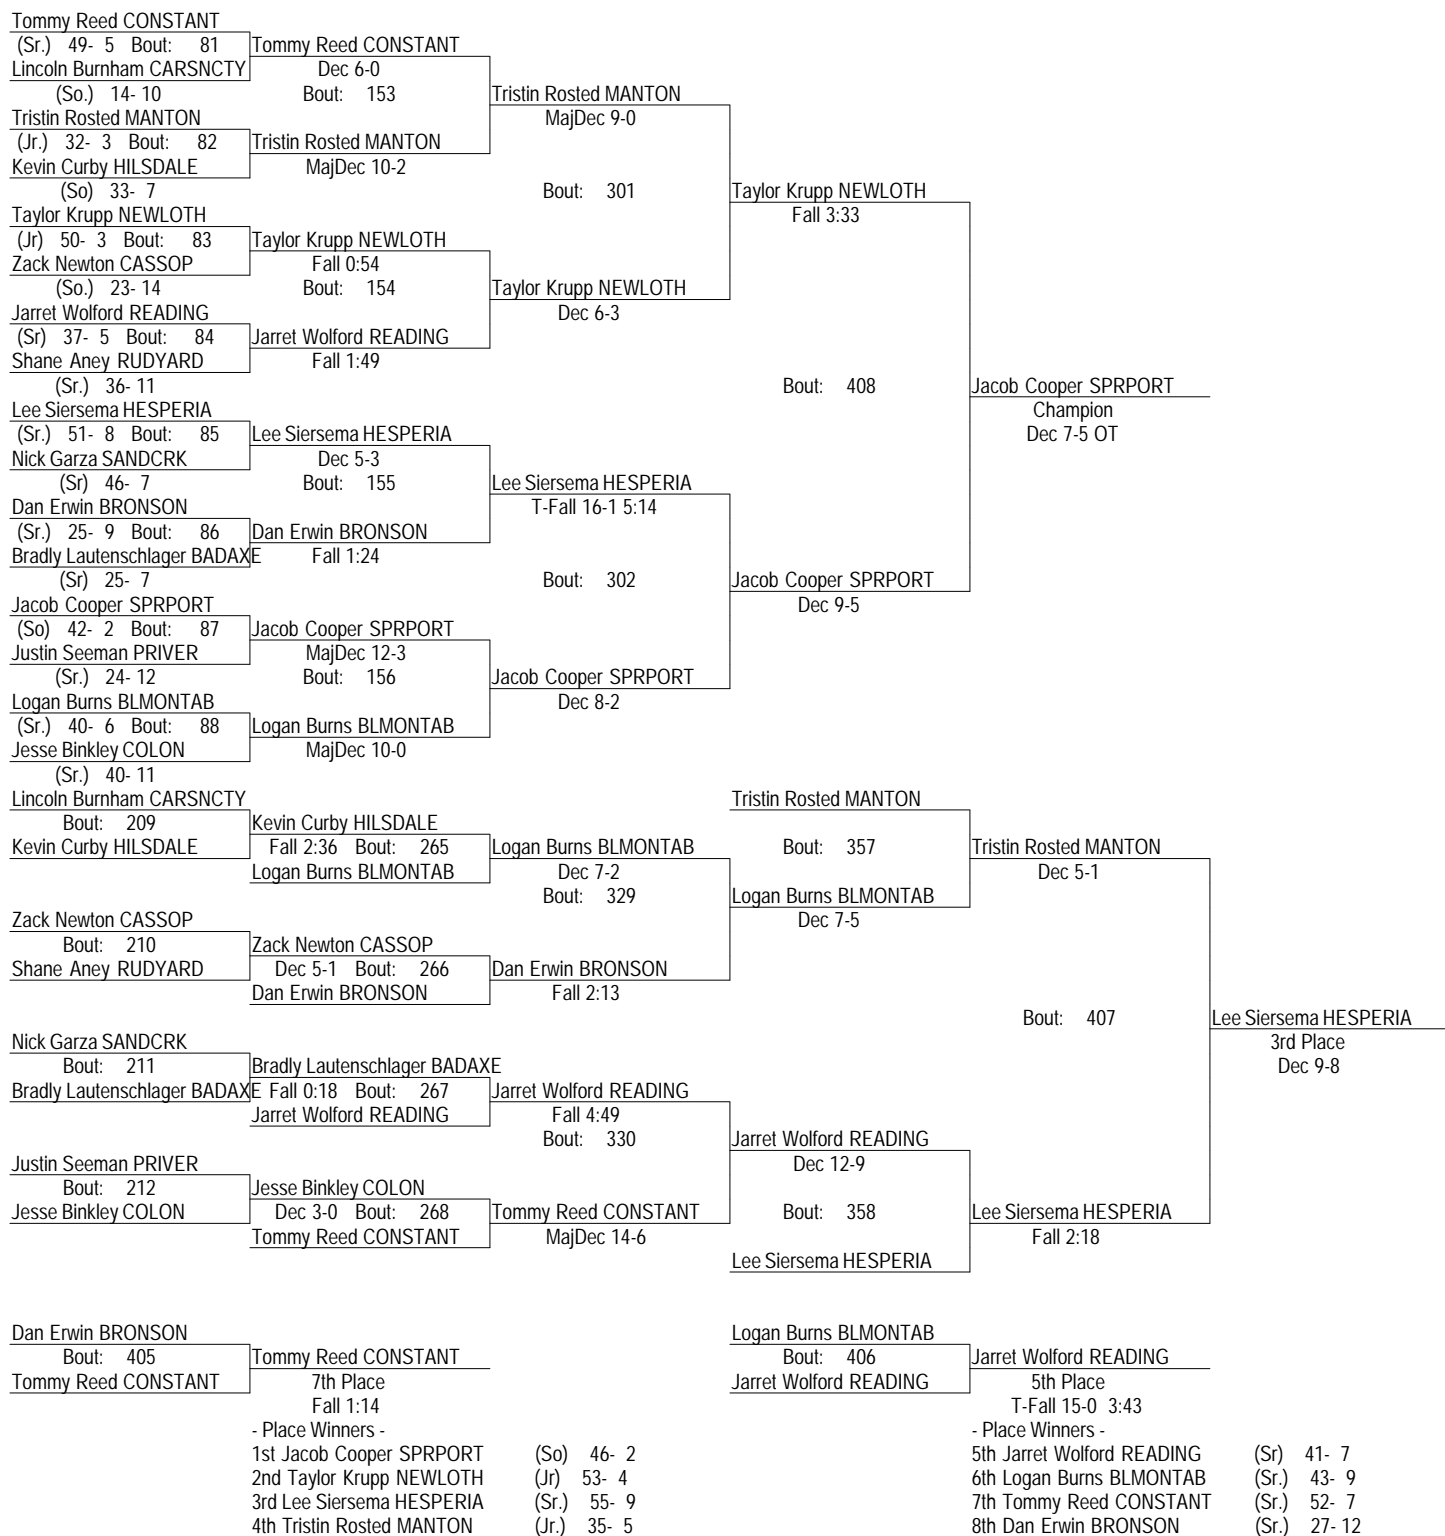 Tommy Reed CONSTANT
(Sr.) 49- 5 Bout: 81 Tommy Reed CONSTANT
Lincoln Burnham CARSNCTY Dec 6-0
(So.) 14- 10 Bout: 153 Tristin Rosted MANTON
Tristin Rosted MANTON MajDec 9-0
(Jr.) 32- 3 Bout: 82 Tristin Rosted MANTON
Kevin Curby HILSDALE MajDec 10-2
(So) 33- 7 Bout: 301 Taylor Krupp NEWLOTH
Taylor Krupp NEWLOTH Fall 3:33
(Jr) 50- 3 Bout: 83 Taylor Krupp NEWLOTH
Zack Newton CASSOP Fall 0:54
(So.) 23- 14 Bout: 154 Taylor Krupp NEWLOTH
Jarret Wolford READING Dec 6-3
(Sr) 37- 5 Bout: 84 Jarret Wolford READING
Shane Aney RUDYARD Fall 1:49
(Sr.) 36- 11 Bout: 408 Jacob Cooper SPRPORT
Lee Siersema HESPERIA Champion
(Sr.) 51- 8 Bout: 85 Lee Siersema HESPERIA Dec 7-5 OT
Nick Garza SANDCRK Dec 5-3
(Sr) 46- 7 Bout: 155 Lee Siersema HESPERIA
Dan Erwin BRONSON T-Fall 16-1 5:14
(Sr.) 25- 9 Bout: 86 Dan Erwin BRONSON
Bradly Lautenschlager BADAXE Fall 1:24
(Sr) 25- 7 Bout: 302 Jacob Cooper SPRPORT
Jacob Cooper SPRPORT Dec 9-5
(So) 42- 2 Bout: 87 Jacob Cooper SPRPORT
Justin Seeman PRIVER MajDec 12-3
(Sr.) 24- 12 Bout: 156 Jacob Cooper SPRPORT
Logan Burns BLMONTAB Dec 8-2
(Sr.) 40- 6 Bout: 88 Logan Burns BLMONTAB
Jesse Binkley COLON MajDec 10-0
(Sr.) 40- 11
Lincoln Burnham CARSNCTY Tristin Rosted MANTON
Bout: 209 Kevin Curby HILSDALE
Kevin Curby HILSDALE Fall 2:36 Bout: 265 Logan Burns BLMONTAB Bout: 357 Tristin Rosted MANTON
Logan Burns BLMONTAB Dec 7-2 Dec 5-1
Bout: 329 Logan Burns BLMONTAB
Zack Newton CASSOP Dec 7-5
Bout: 210 Zack Newton CASSOP
Shane Aney RUDYARD Dec 5-1 Bout: 266 Dan Erwin BRONSON
Dan Erwin BRONSON Fall 2:13
Bout: 407 Lee Siersema HESPERIA
Nick Garza SANDCRK 3rd Place
Bout: 211 Bradly Lautenschlager BADAXE Dec 9-8
Bradly Lautenschlager BADAXE Fall 0:18 Bout: 267 Jarret Wolford READING
Jarret Wolford READING Fall 4:49
Bout: 330 Jarret Wolford READING
Justin Seeman PRIVER Dec 12-9
Bout: 212 Jesse Binkley COLON
Jesse Binkley COLON Dec 3-0 Bout: 268 Tommy Reed CONSTANT Bout: 358 Lee Siersema HESPERIA
Tommy Reed CONSTANT MajDec 14-6 Fall 2:18
Lee Siersema HESPERIA
Dan Erwin BRONSON Logan Burns BLMONTAB
Bout: 405 Tommy Reed CONSTANT Bout: 406 Jarret Wolford READING
Tommy Reed CONSTANT 7th Place Jarret Wolford READING 5th Place
Fall 1:14 T-Fall 15-0 3:43
- Place Winners - - Place Winners -
1st Jacob Cooper SPRPORT (So) 46- 2 5th Jarret Wolford READING (Sr) 41- 7
2nd Taylor Krupp NEWLOTH (Jr) 53- 4 6th Logan Burns BLMONTAB (Sr.) 43- 9
3rd Lee Siersema HESPERIA (Sr.) 55- 9 7th Tommy Reed CONSTANT (Sr.) 52- 7
4th Tristin Rosted MANTON (Jr.) 35- 5 8th Dan Erwin BRONSON (Sr.) 27- 12